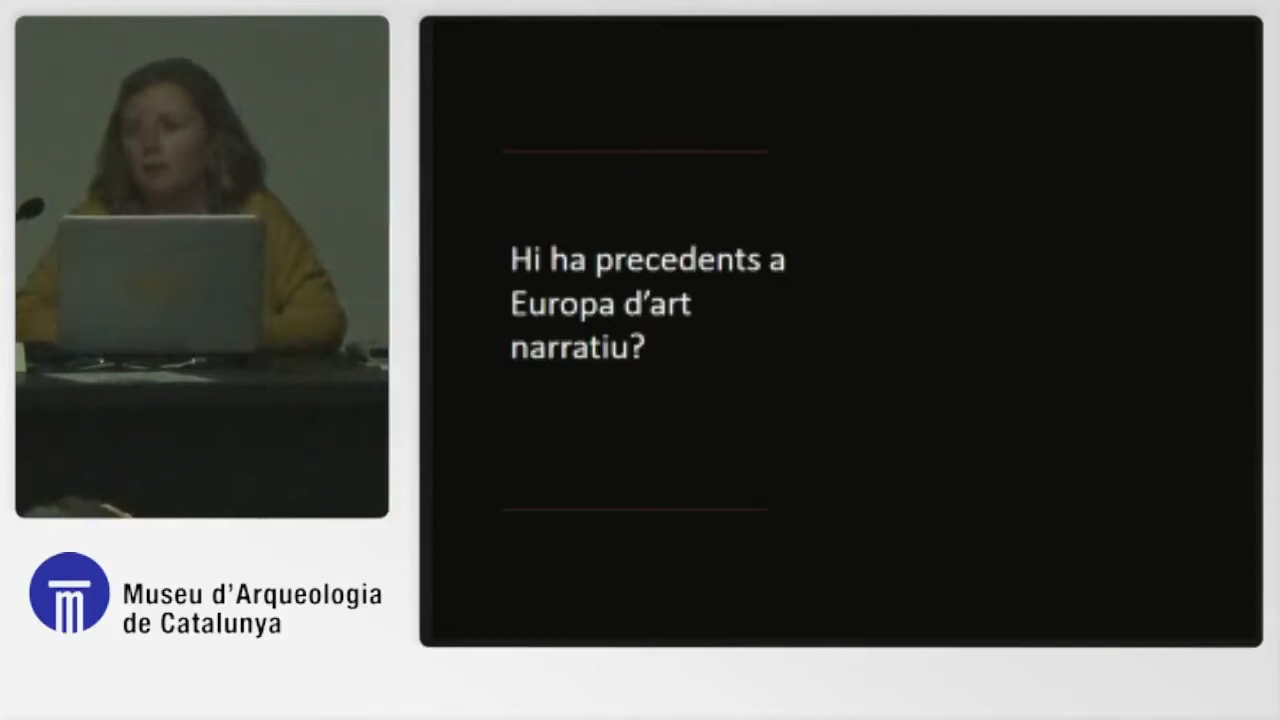 Hi ha precedents a
Europa d'art
narratiu?
Museu d'Arqueologia
de Catalunya